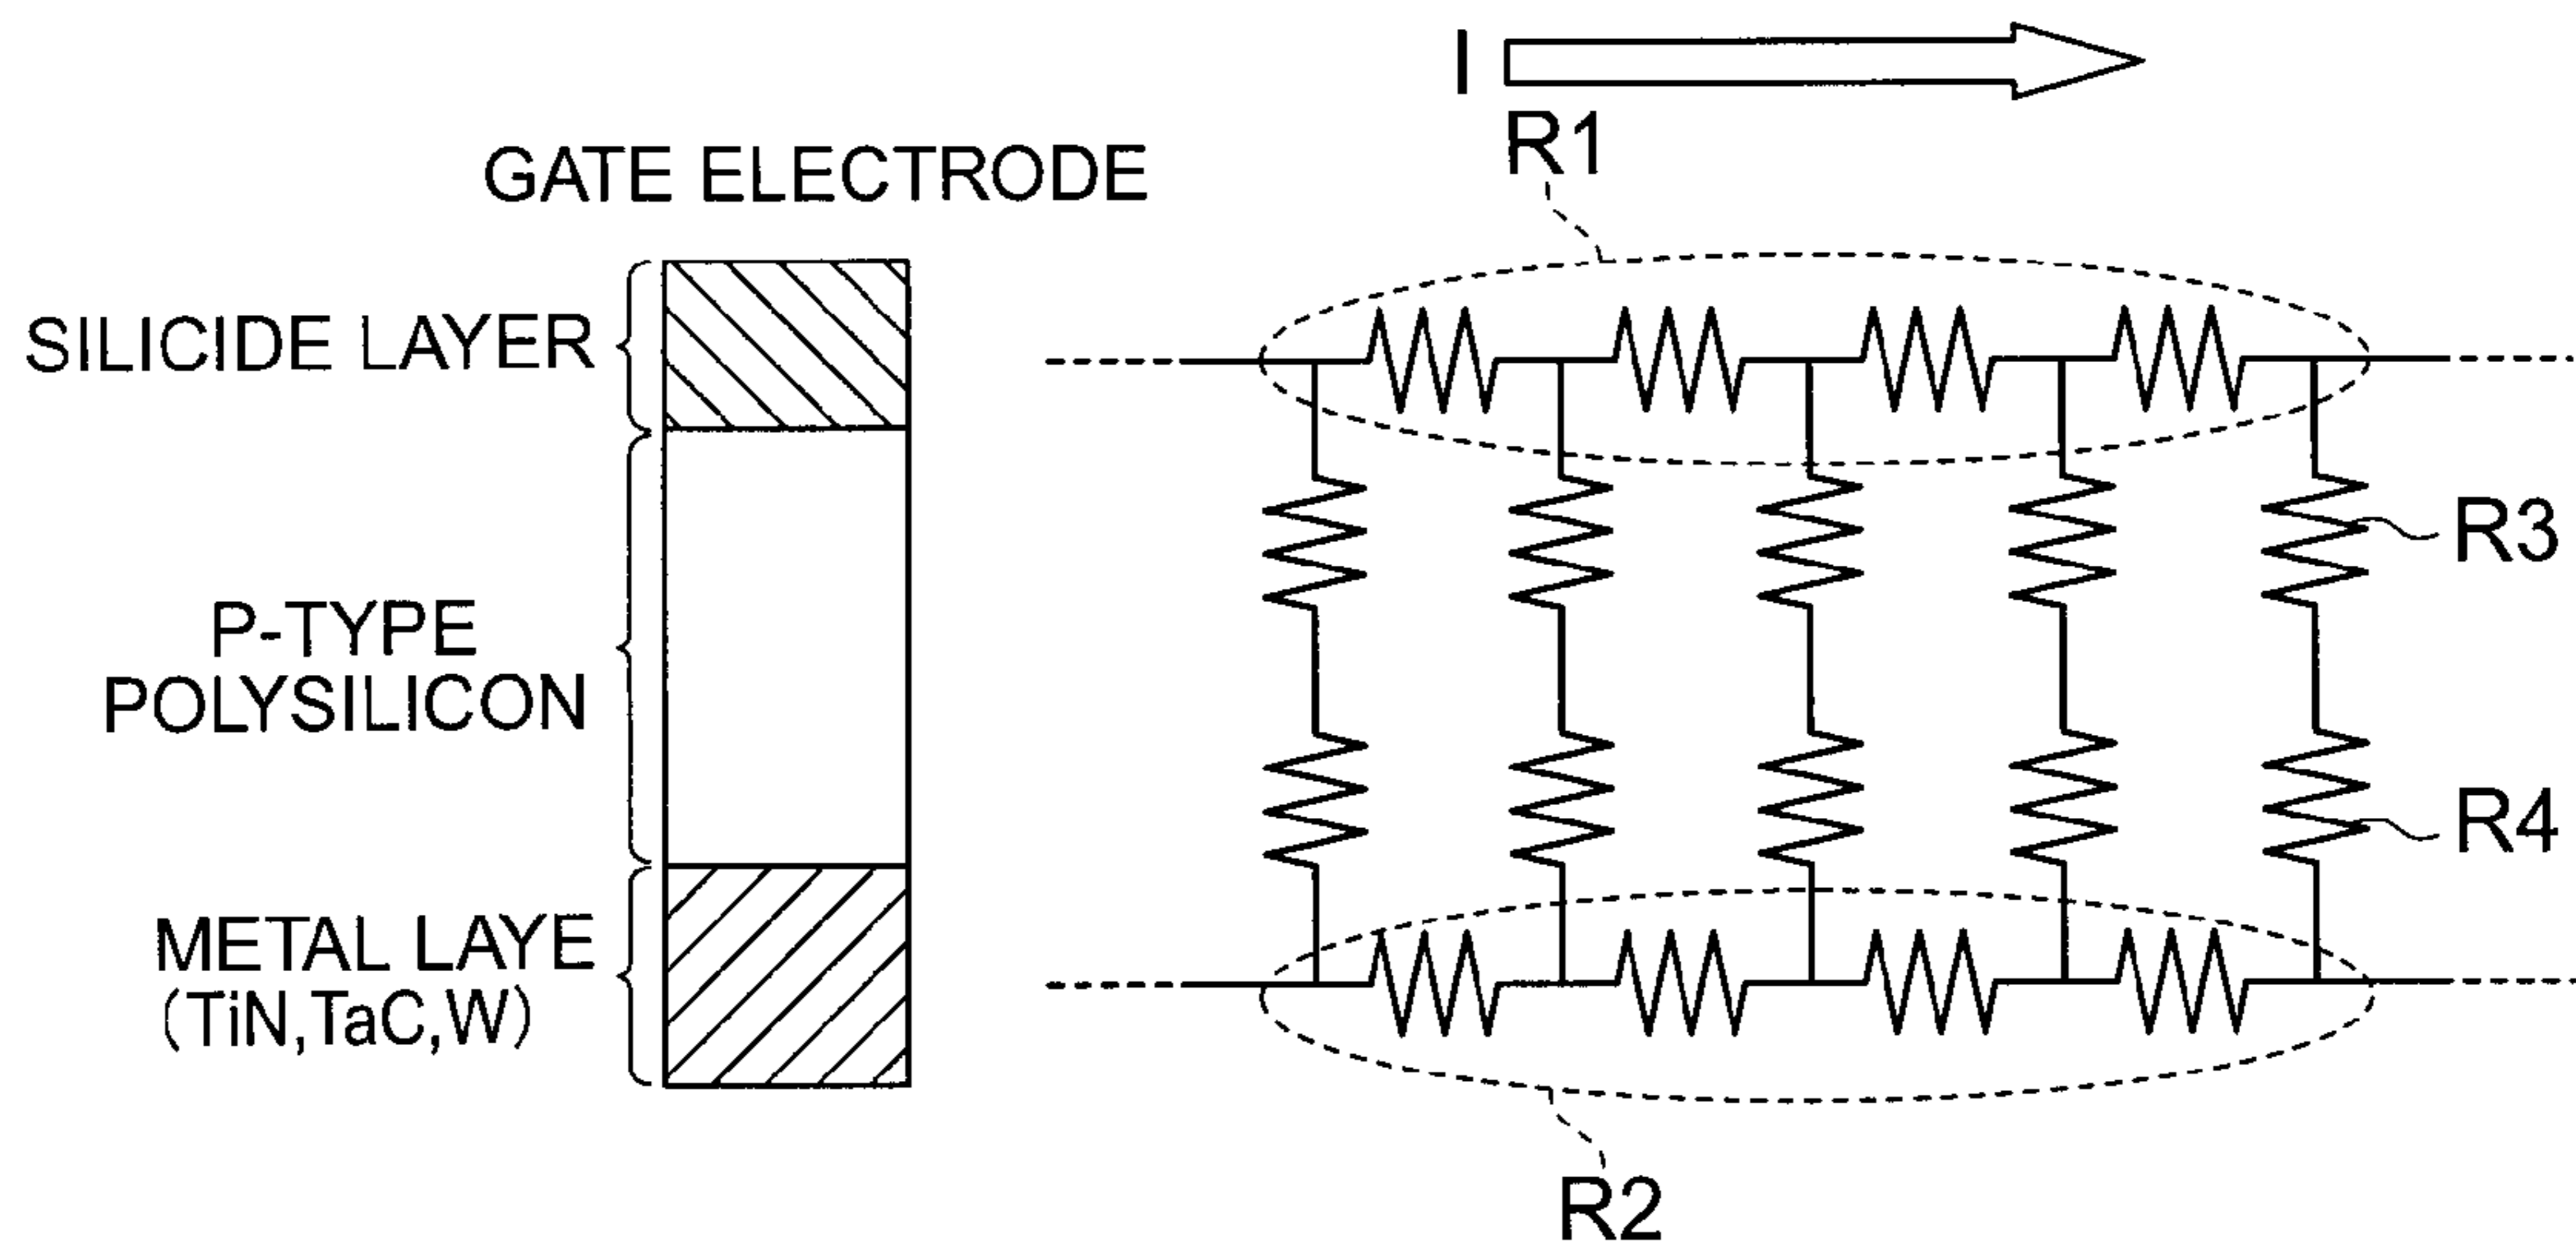 I
R1
GATE ELECTRODE
SILICIDE LAYER
R3
P-TYPE
POLYSILICON
R4
METAL LAYE
(TiN,TaC,W)
R2